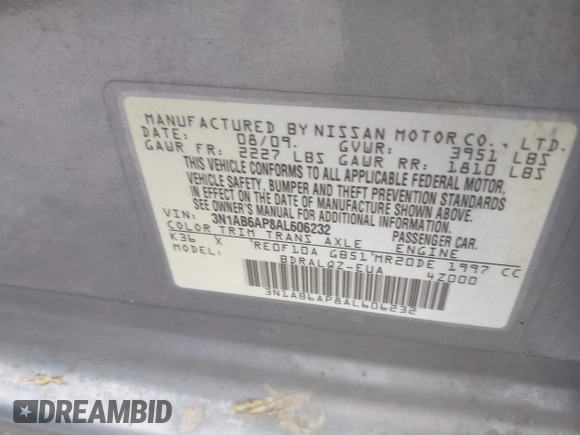 MANUFACTURED BY NISSAN MOTOR CO., LTD.
DATE: 08/09. GVWR: 3951 LBS
GAWR FR: 2227 LBS GAWR RR: 1810 LBS
THIS VEHICLE CONFORMS TO ALL APPLICABLE FEDERAL MOTOR
VEHICLE SAFETY, BUMPER AND THEFT PREVENTION STANDARDS
IN EFFECT ON THE DATE OF MANUFACTURE SHOWN ABOVE.
SEE OWNER'S MANUAL FOR ADDITIONAL INFORMATION.
VIN: 3N1AB6AP8AL606232 PASSENGER CAR.
COLOR TRIM TRANS AXLE ENGINE
K36 X RE0F10A GB51 MR20DE 1997 CC
MODEL: BDRALQZ-EUA 4Z000
3N1AB6AP8AL606232
DREAMBID